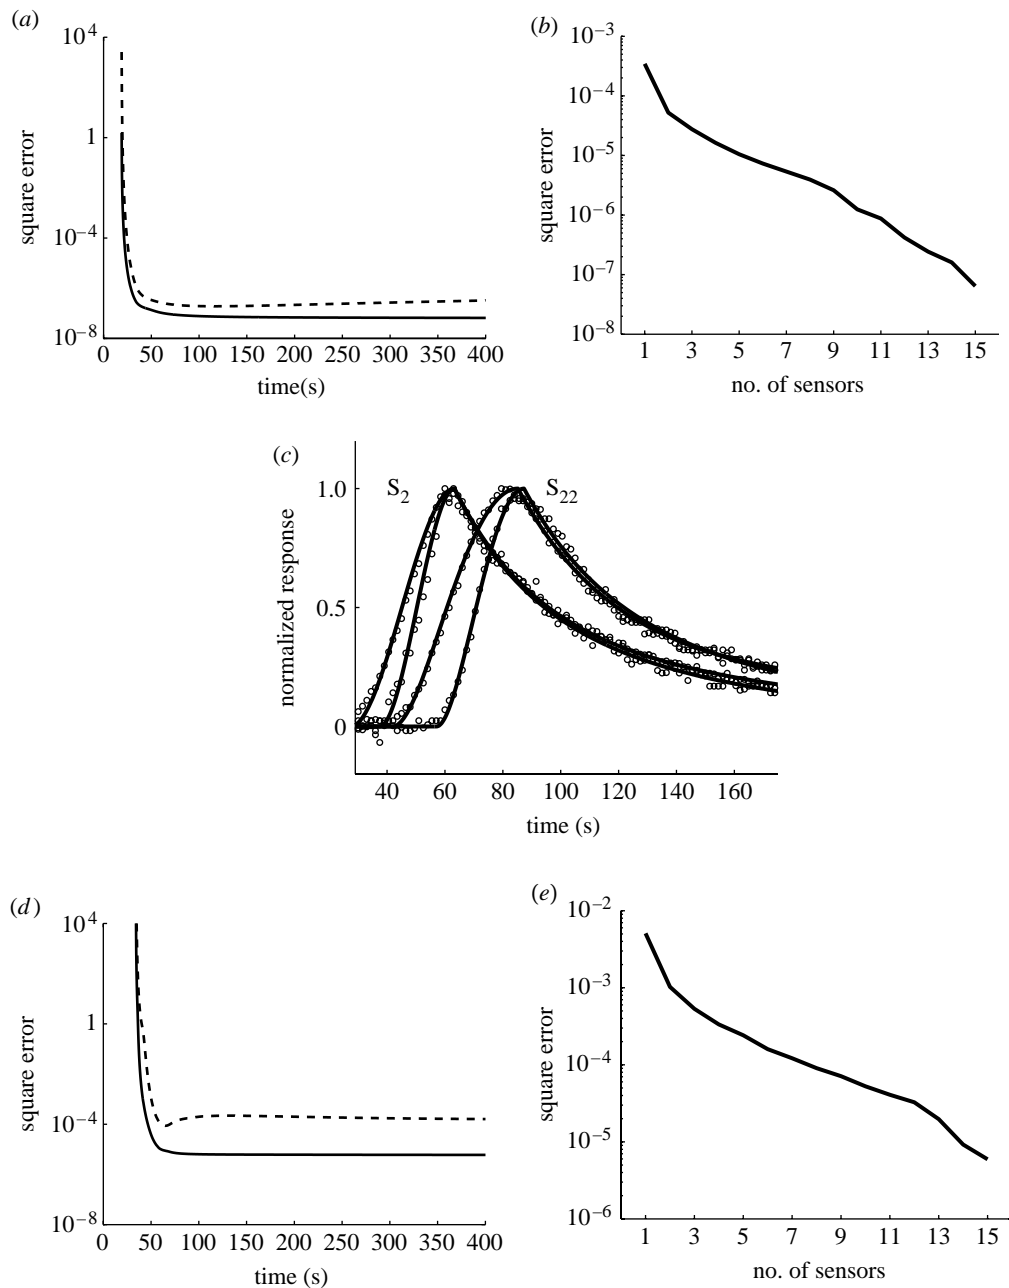 (a)
10⁴
1
10⁻⁴
10⁻⁸
square error
0 50 100 150 200 250 300 350 400
time(s)
(b)
10⁻³
10⁻⁴
10⁻⁵
10⁻⁶
10⁻⁷
10⁻⁸
square error
1 3 5 7 9 11 13 15
no. of sensors
(c)
S₂
S₂₂
1.0
0.5
0
normalized response
40 60 80 100 120 140 160
time (s)
(d)
10⁴
1
10⁻⁴
10⁻⁸
square error
0 50 100 150 200 250 300 350 400
time (s)
(e)
10⁻²
10⁻³
10⁻⁴
10⁻⁵
10⁻⁶
square error
1 3 5 7 9 11 13 15
no. of sensors